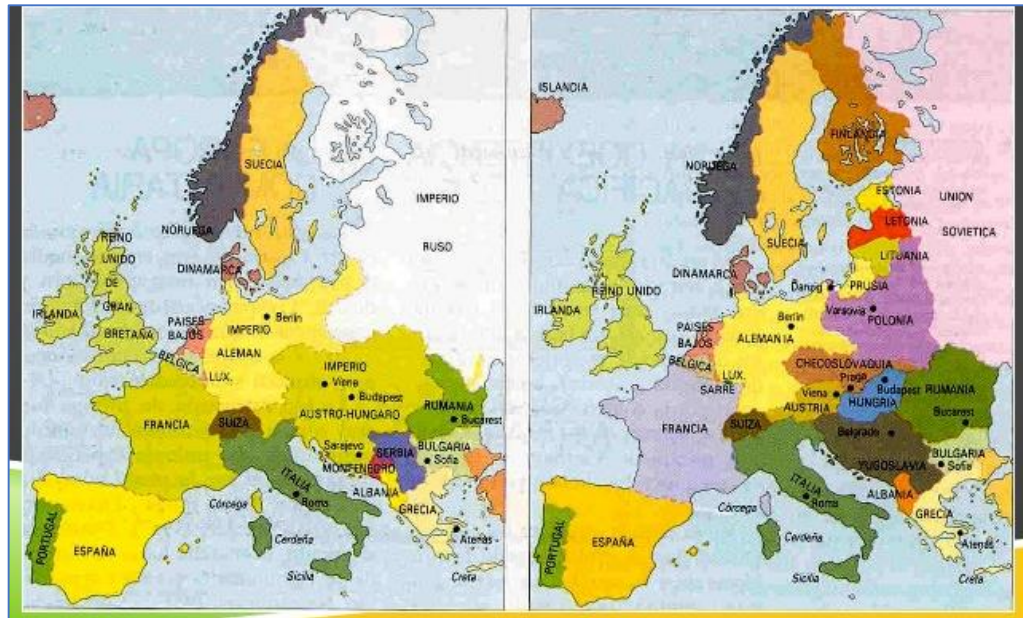 SUECIA
NORUEGA
IMPERIO
RUSO
REINO
UNIDO
DE
GRAN
BRETAÑA
IRLANDA
DINAMARCA
PAISES
BAJOS
BELGICA
LUX.
IMPERIO
ALEMAN
Berlín
IMPERIO
Viena
Budapest
AUSTRO-HUNGARO
RUMANIA
Bucarest
FRANCIA
SUIZA
Sarajevo
SERBIA
MONTENEGRO
BULGARIA
Sofía
ITALIA
Roma
ALBANIA
GRECIA
Atenas
Córcega
Cerdeña
Sicilia
Creta
PORTUGAL
ESPAÑA
ISLANDIA
NORUEGA
FINLANDIA
SUECIA
ESTONIA
LETONIA
LITUANIA
UNION
SOVIETICA
DINAMARCA
REINO UNIDO
IRLANDA
Danzig
PRUSIA
Varsovia
POLONIA
PAISES
BAJOS
BELGICA
LUX.
SARRE
Berlín
ALEMANIA
CHECOSLOVAQUIA
Praga
Viena
Budapest
AUSTRIA
HUNGRIA
RUMANIA
Bucarest
FRANCIA
SUIZA
Belgrado
YUGOSLAVIA
BULGARIA
Sofía
ITALIA
Roma
ALBANIA
GRECIA
Atenas
Córcega
Cerdeña
Sicilia
Creta
PORTUGAL
ESPAÑA